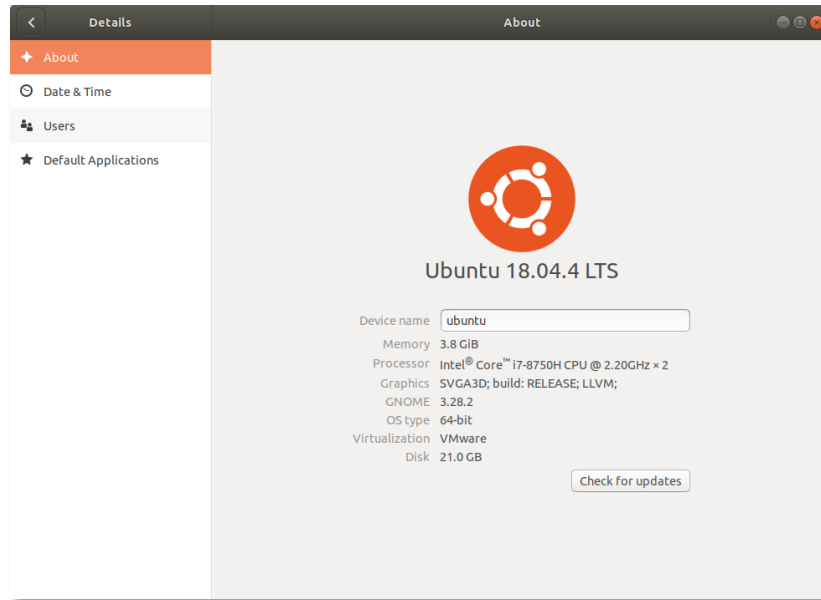 Details
About
About
Date & Time
Users
Default Applications
Ubuntu 18.04.4 LTS
Device name ubuntu
Memory 3.8 GiB
Processor Intel® Core™ i7-8750H CPU @ 2.20GHz × 2
Graphics SVGA3D; build: RELEASE; LLVM;
GNOME 3.28.2
OS type 64-bit
Virtualization VMware
Disk 21.0 GB
Check for updates